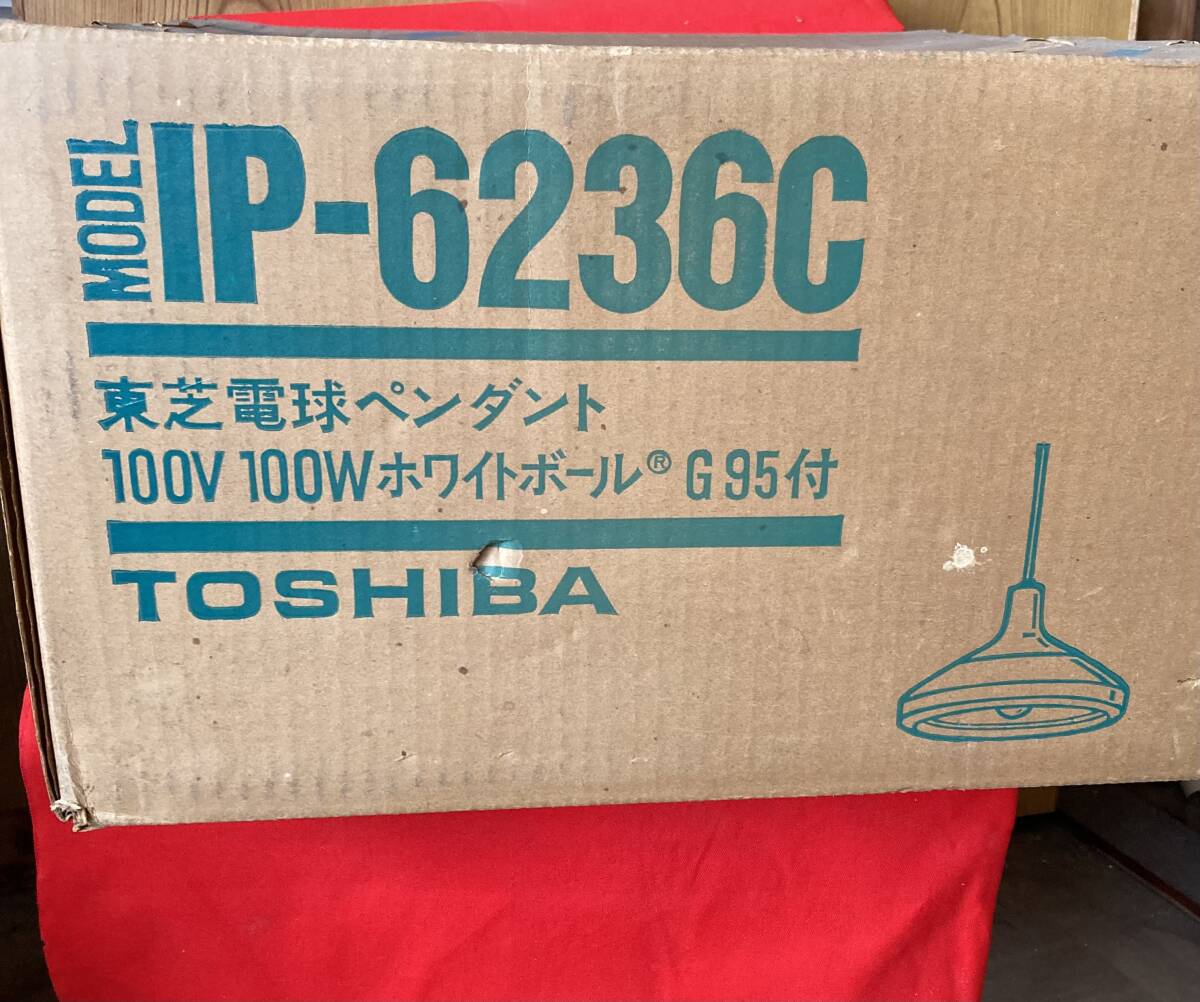 MODEL IP-6236C
東芝電球ペンダント
100V 100Wホワイトボール® G95付
TOSHIBA